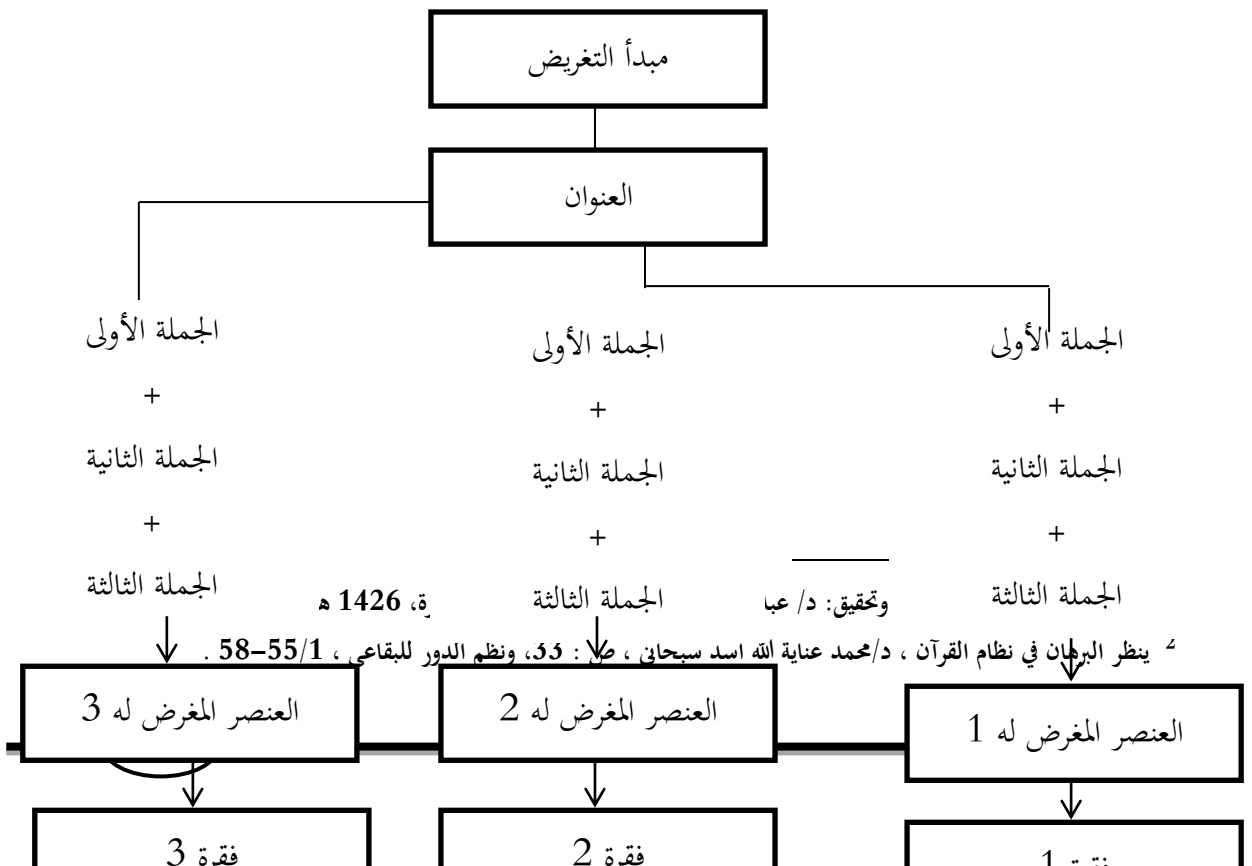 مبدأ التغريض
العنوان
الجملة الأولى
الجملة الأولى
الجملة الأولى
+
+
+
الجملة الثانية
الجملة الثانية
الجملة الثانية
+
+
+
الجملة الثالثة
الجملة الثالثة
الجملة الثالثة
وتحقيق: د/ ة، 1426 ه
2 ينظر البرهان في نظام القرآن ، د/محمد عناية الله اسد سبحاني ، ص : 33، ونظم الدور للبقاعي ، 55/1–58 .
العنصر المغرض له 1
العنصر المغرض له 2
العنصر المغرض له 3
فقرة 1
فقرة 2
فقرة 3